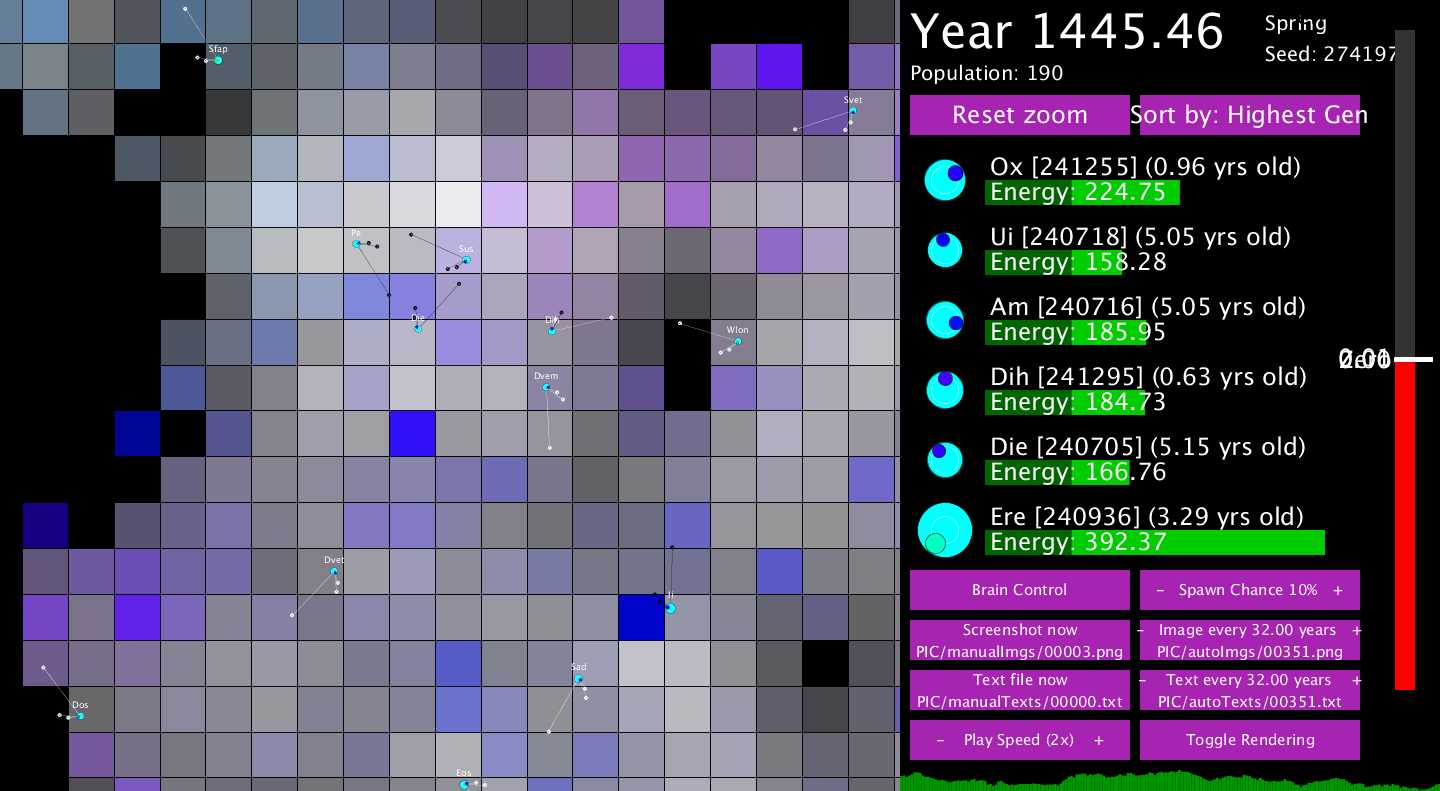 Year 1445.46
Spring
Seed: 274197
Population: 190
Reset zoom
Sort by: Highest Gen
Ox [241255] (0.96 yrs old)
Energy: 224.75
Ui [240718] (5.05 yrs old)
Energy: 158.28
Am [240716] (5.05 yrs old)
Energy: 185.95
Dih [241295] (0.63 yrs old)
Energy: 184.73
Die [240705] (5.15 yrs old)
Energy: 166.76
Ere [240936] (3.29 yrs old)
Energy: 392.37
Brain Control
- Spawn Chance 10% +
Screenshot now
PIC/manualImgs/00003.png
- Image every 32.00 years +
PIC/autoImgs/00351.png
Text file now
PIC/manualTexts/00000.txt
- Text every 32.00 years +
PIC/autoTexts/00351.txt
- Play Speed (2x) +
Toggle Rendering
Sfap
Svet
Pe
Sus
Die
Dih
Wlon
Dvem
Dvet
Ii
Sad
Dos
Eos